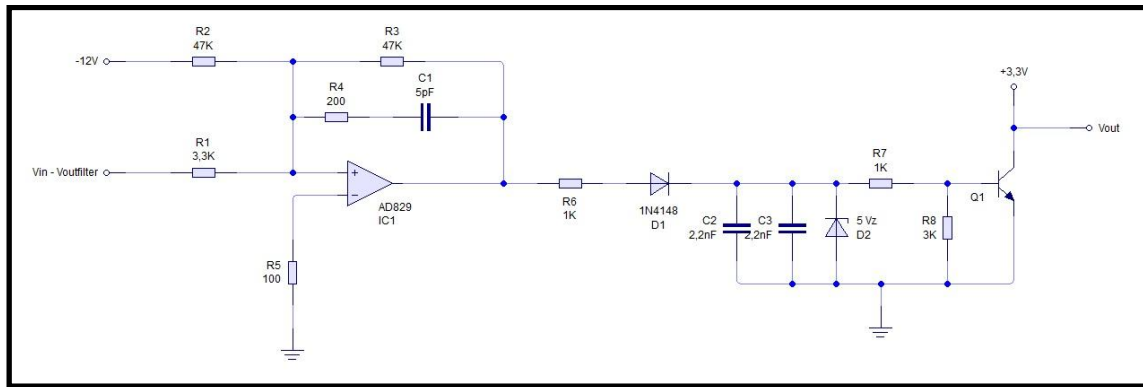 R2
47K
R3
47K
-12V
R4
200
C1
5pF
+3,3V
Vout
R1
3,3K
Vin - Voutfilter
+
−
AD829
IC1
R5
100
R6
1K
1N4148
D1
C2
2,2nF
C3
2,2nF
5 Vz
D2
R7
1K
R8
3K
Q1